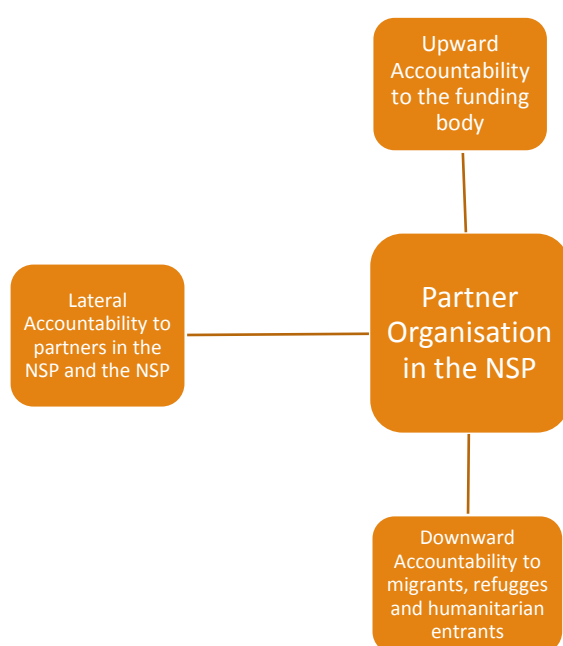 Upward
Accountability
to the funding
body
Lateral
Accountability to
partners in the
NSP and the NSP
Partner
Organisation
in the NSP
Downward
Accountability to
migrants, refugges
and humanitarian
entrants